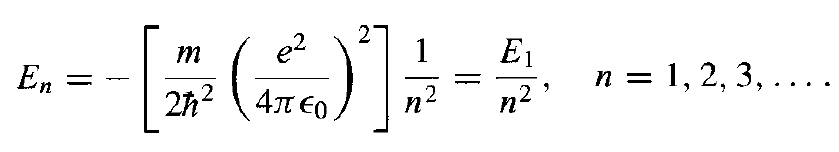 $E_n = -\left[ \frac{m}{2\hbar^2} \left( \frac{e^2}{4\pi\epsilon_0} \right)^2 \right] \frac{1}{n^2} = \frac{E_1}{n^2}, \quad n = 1, 2, 3, \ldots.$